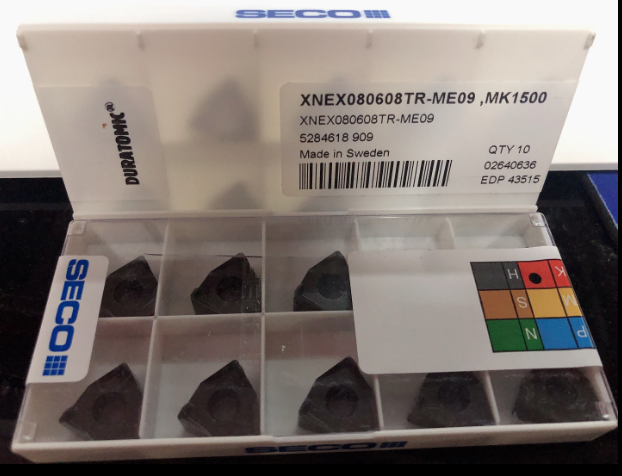 SECO
XNEX080608TR-ME09 ,MK1500
XNEX080608TR-ME09
5284618 909
Made in Sweden
QTY 10
02640636
EDP 43515
DURATOMIC®
SECO
H K
S M
N P
SECO